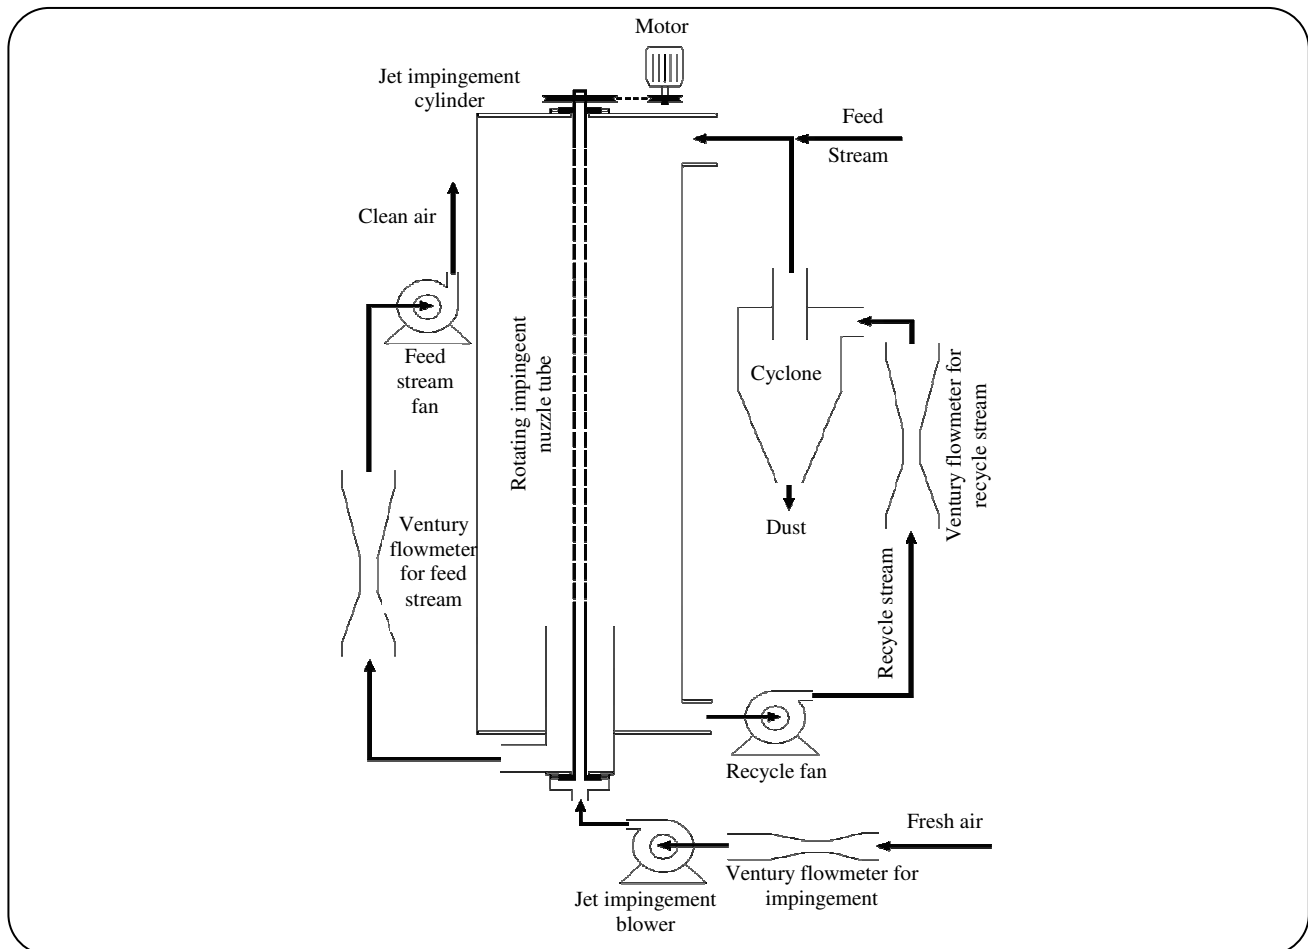 Motor
Jet impingement
cylinder
Feed
Stream
Clean air
Feed
stream
fan
Rotating impingeent
nuzzle tube
Cyclone
Ventury flowmeter for
recycle stream
Dust
Ventury
flowmeter
for feed
stream
Recycle stream
Recycle fan
Fresh air
Ventury flowmeter for
impingement
Jet impingement
blower